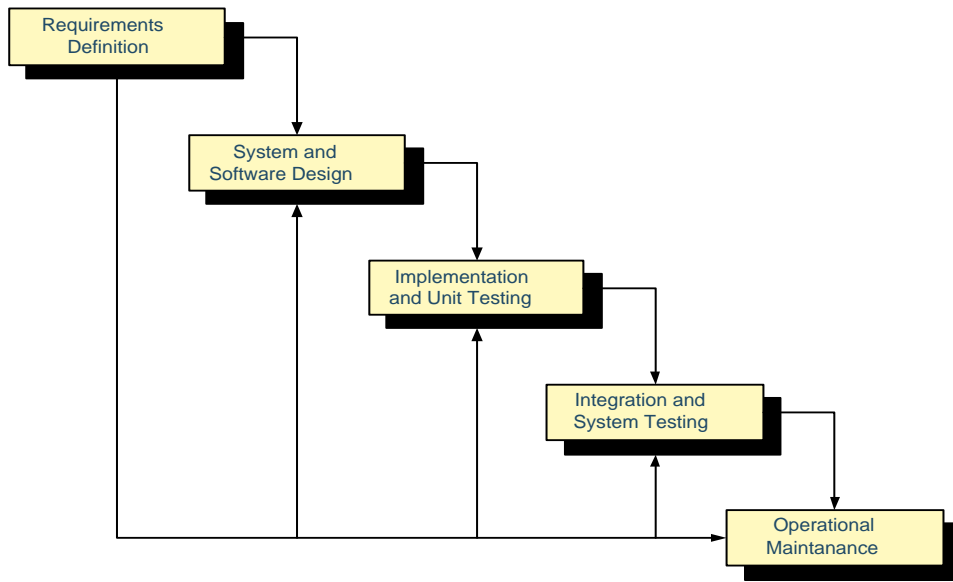 Requirements
Definition
System and
Software Design
Implementation
and Unit Testing
Integration and
System Testing
Operational
Maintanance